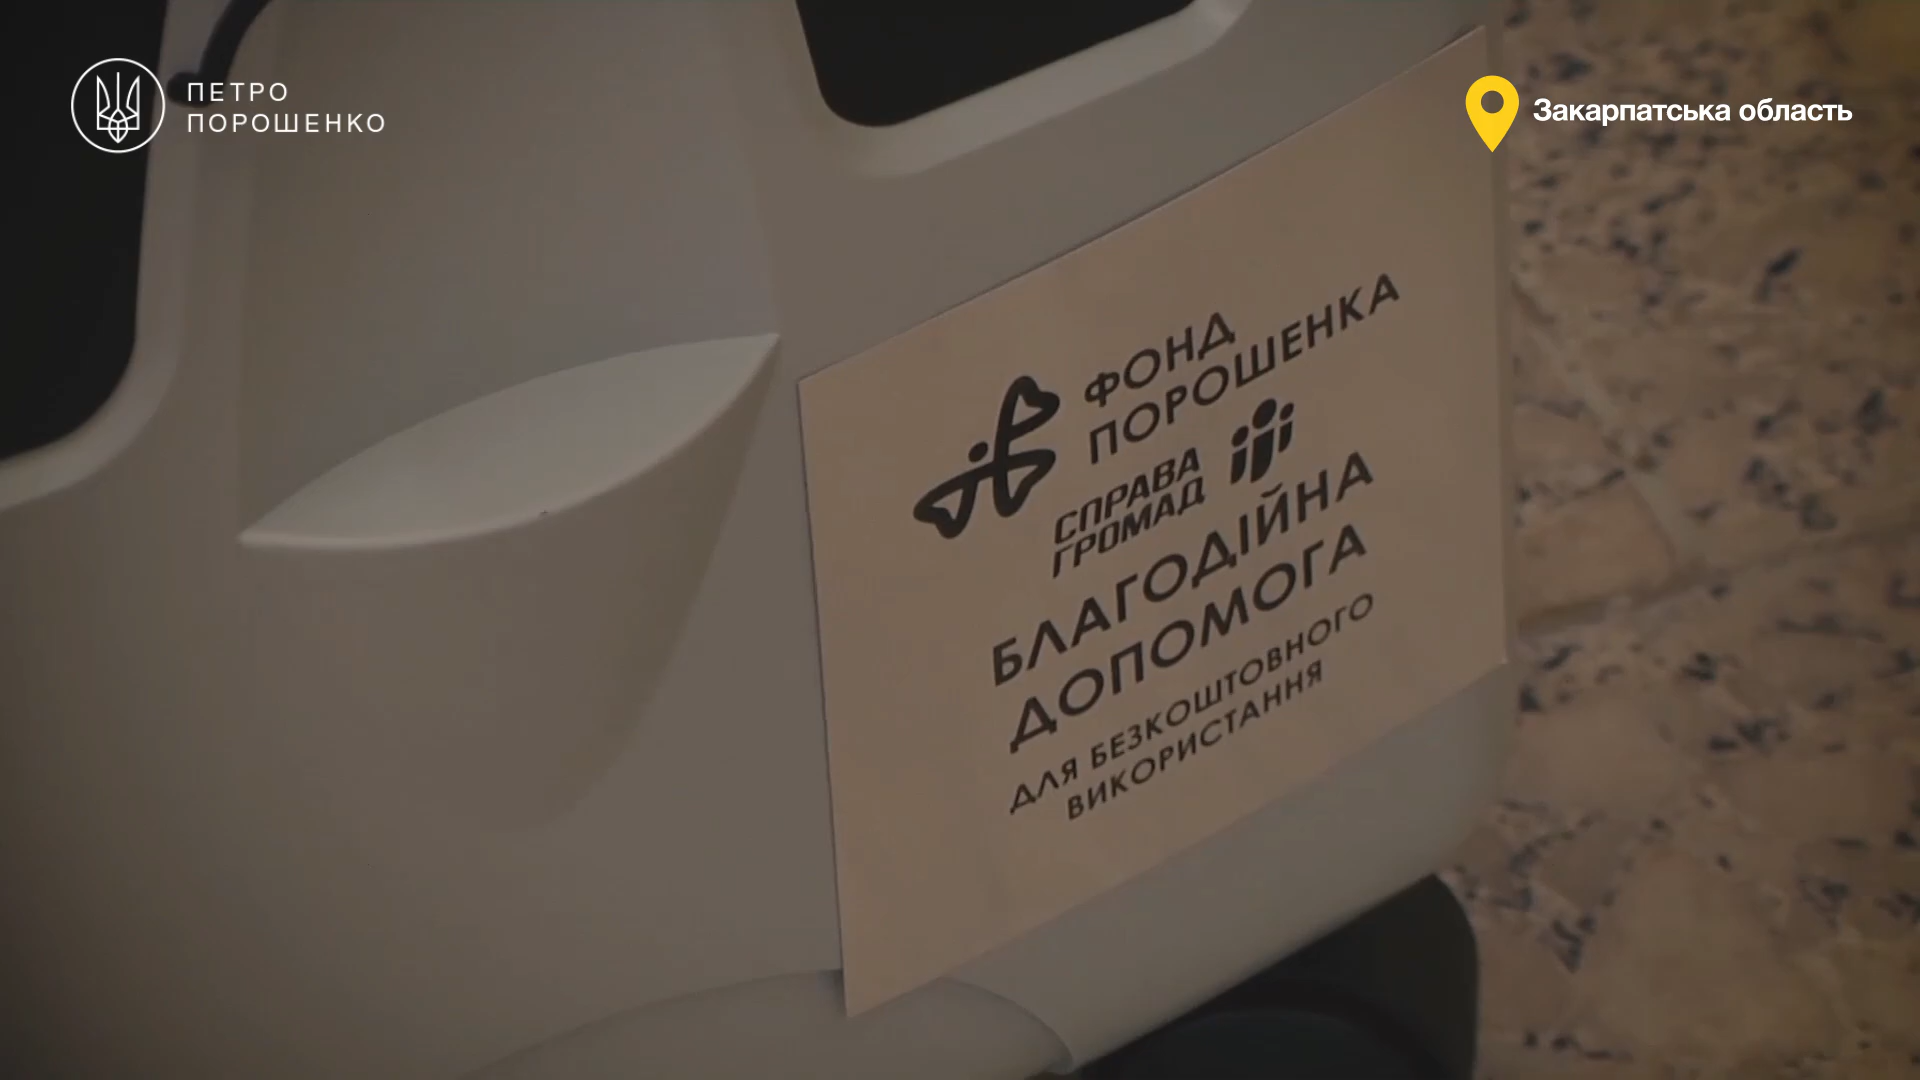 ПЕТРО
ПОРОШЕНКО
Закарпатська область
ФОНД
ПОРОШЕНКА
СПРАВА
ГРОМАД
БЛАГОДІЙНА
ДОПОМОГА
ДЛЯ БЕЗКОШТОВНОГО
ВИКОРИСТАННЯ